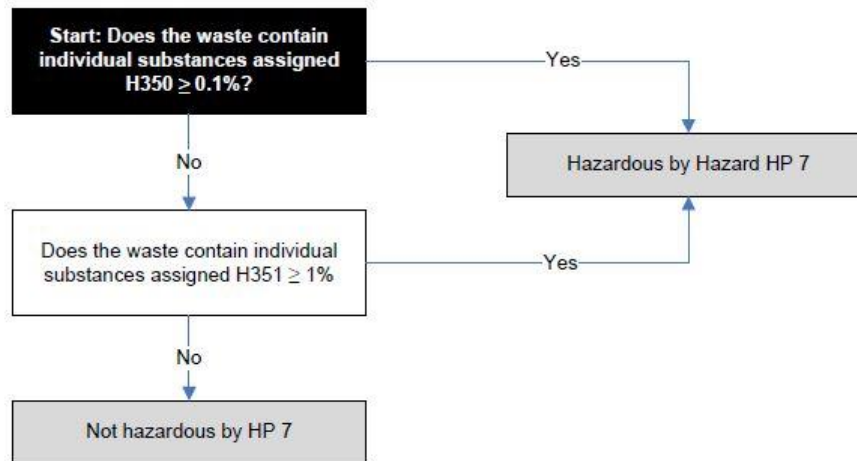 Start: Does the waste contain
individual substances assigned
H350 ≥ 0.1%?
Yes
No
Hazardous by Hazard HP 7
Does the waste contain individual
substances assigned H351 ≥ 1%
Yes
No
Not hazardous by HP 7